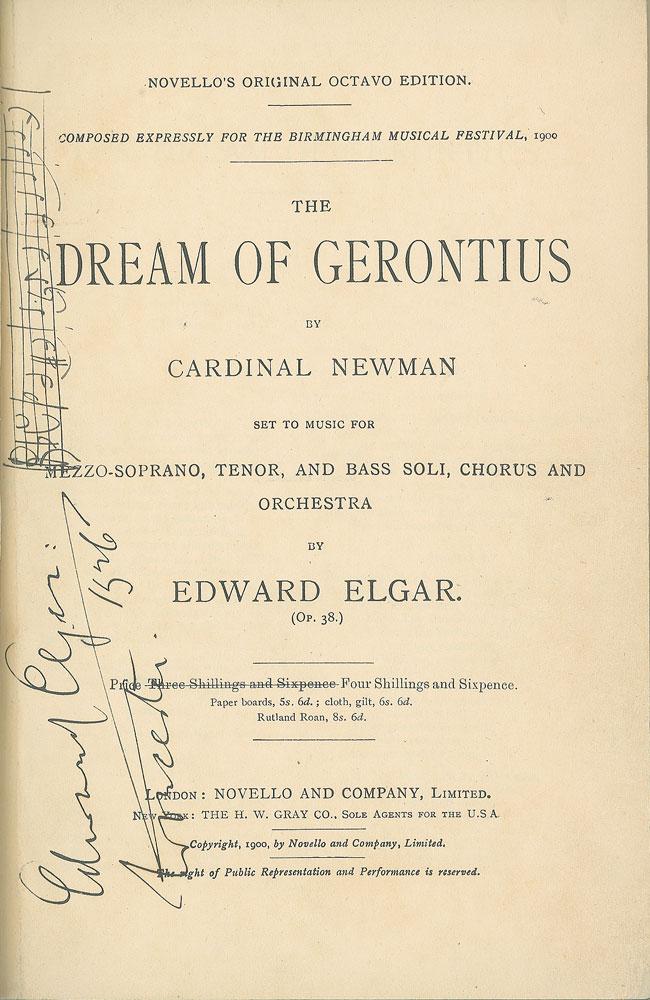 NOVELLO'S ORIGINAL OCTAVO EDITION.
COMPOSED EXPRESSLY FOR THE BIRMINGHAM MUSICAL FESTIVAL, 1900
THE
DREAM OF GERONTIUS
BY
CARDINAL NEWMAN
SET TO MUSIC FOR
MEZZO-SOPRANO, TENOR, AND BASS SOLI, CHORUS AND
ORCHESTRA
BY
EDWARD ELGAR.
(Op. 38.)
Price Three Shillings and Sixpence Four Shillings and Sixpence.
Paper boards, 5s. 6d. ; cloth, gilt, 6s. 6d.
Rutland Roan, 8s. 6d.
London: NOVELLO AND COMPANY, Limited.
New York: THE H. W. GRAY CO., Sole Agents for the U.S.A
Copyright, 1900, by Novello and Company, Limited.
The right of Public Representation and Performance is reserved.
Edward Elgar: